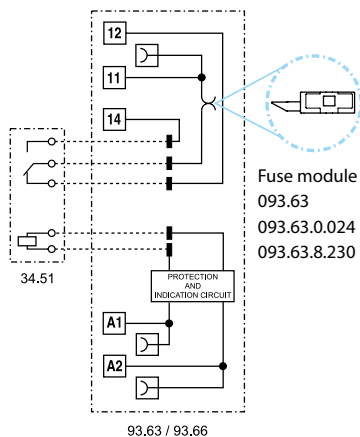 12
11
14
Fuse module
093.63
093.63.0.024
093.63.8.230
34.51
PROTECTION
AND
INDICATION CIRCUIT
A1
A2
93.63 / 93.66